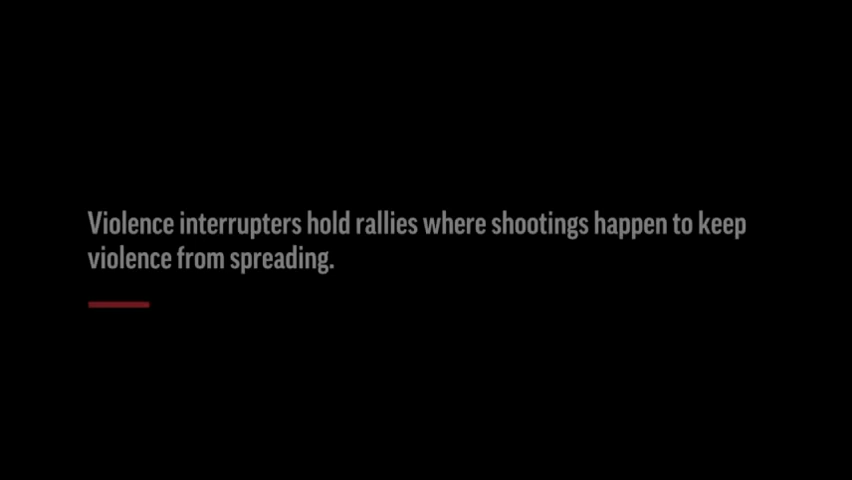 Violence interrupters hold rallies where shootings happen to keep
violence from spreading.